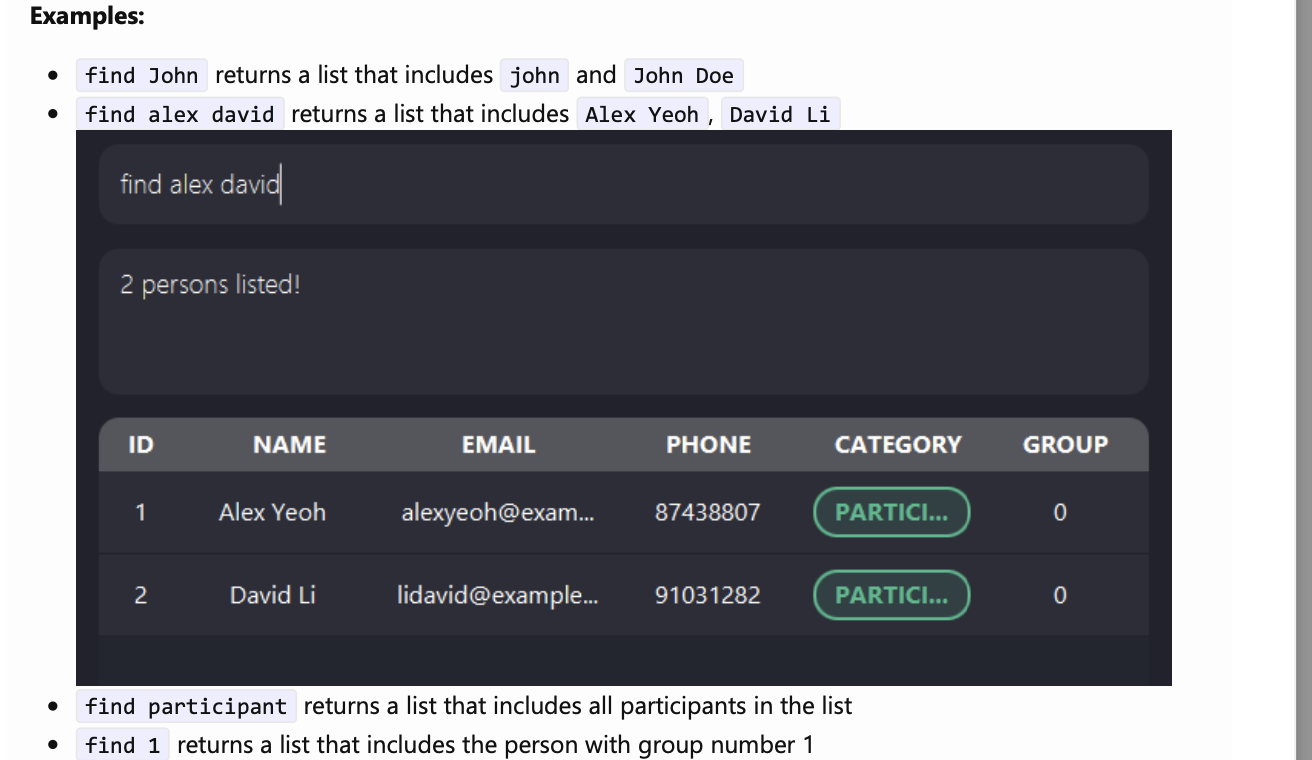 Examples:
find John returns a list that includes john and John Doe
find alex david returns a list that includes Alex Yeoh, David Li
find alex david
2 persons listed!
ID NAME EMAIL PHONE CATEGORY GROUP
1 Alex Yeoh alexyeoh@exam... 87438807 PARTICI... 0
2 David Li lidavid@example... 91031282 PARTICI... 0
find participant returns a list that includes all participants in the list
find 1 returns a list that includes the person with group number 1